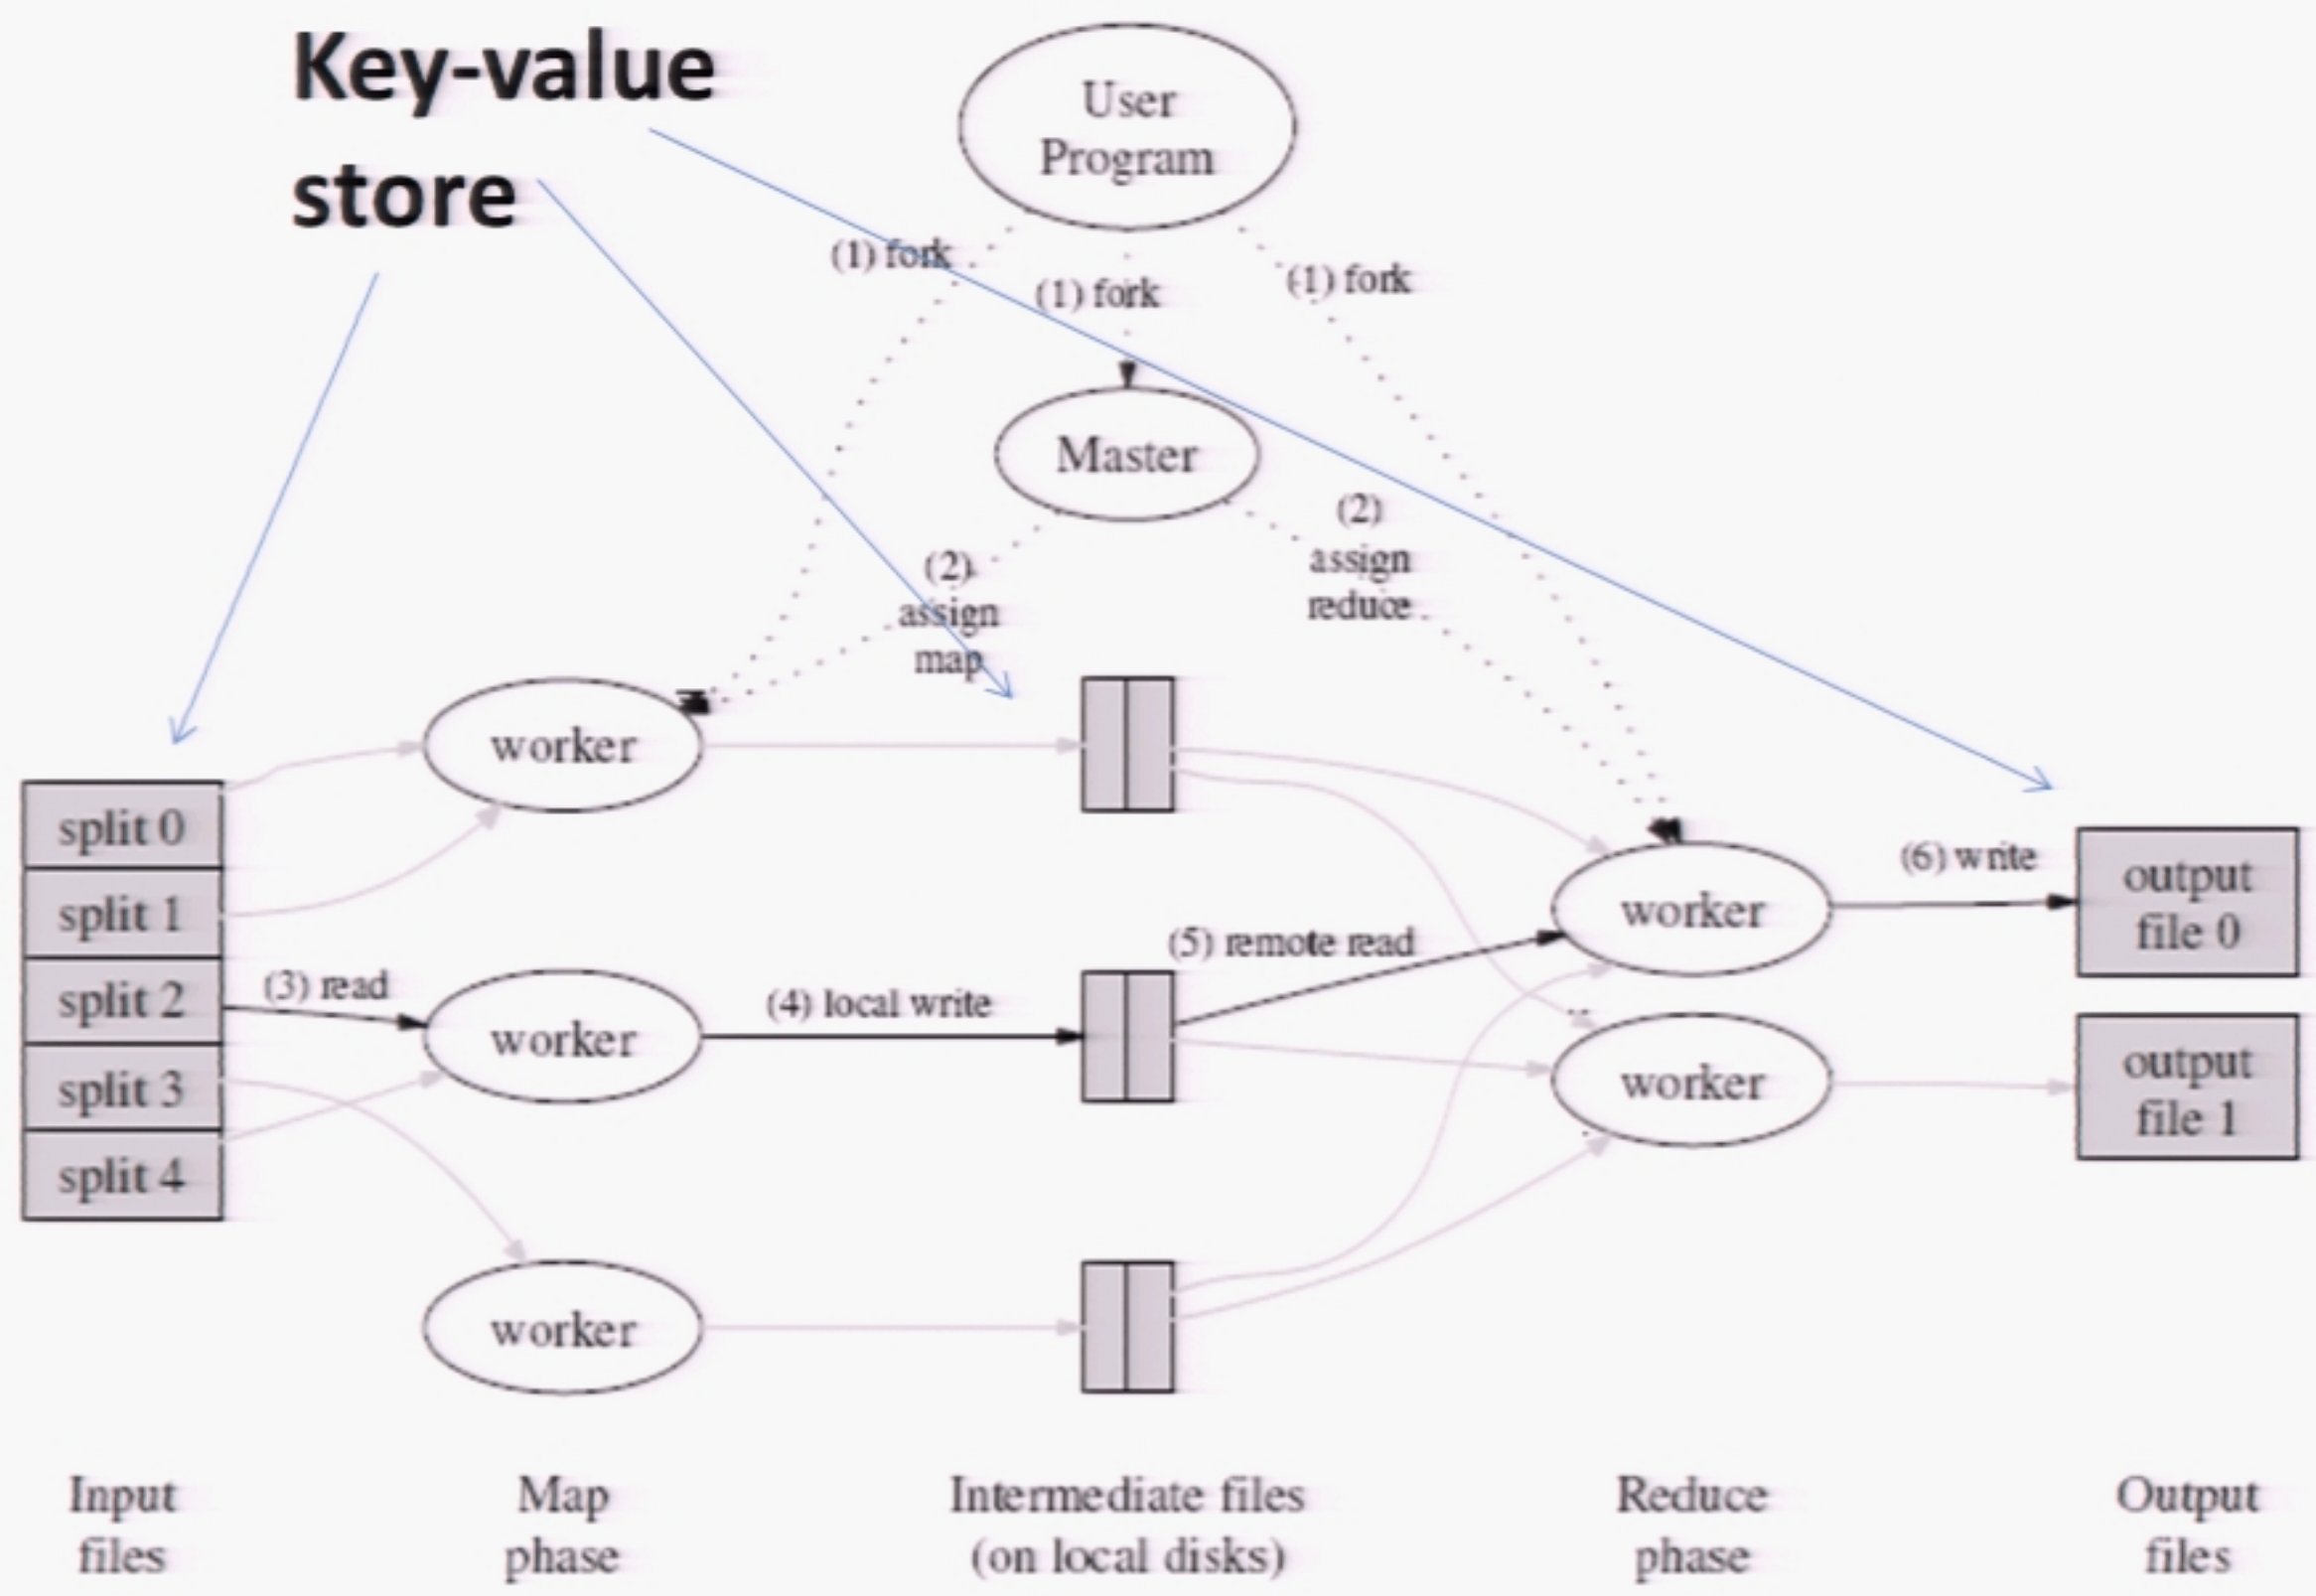 Key-value
store
User
Program
(1) fork
(1) fork
(1) fork
Master
(2)
assign
map
(2)
assign
reduce
worker
split 0
split 1
split 2
split 3
split 4
(3) read
worker
(4) local write
worker
(5) remote read
worker
worker
(6) write
output
file 0
output
file 1
Input
files
Map
phase
Intermediate files
(on local disks)
Reduce
phase
Output
files